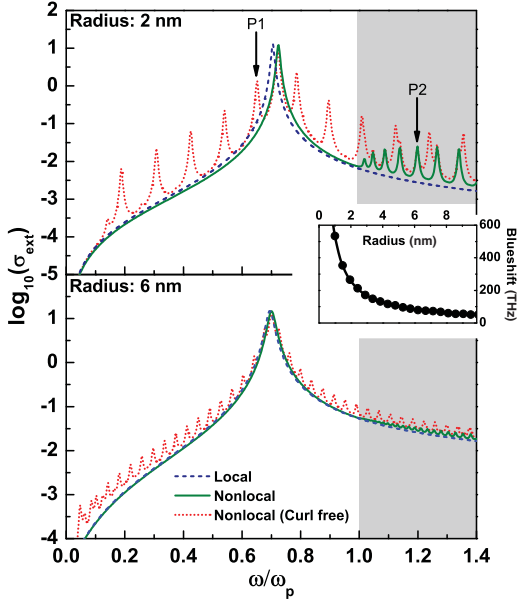 Radius: 2 nm
P1
P2
2
1
0
-1
-2
-3
-4
-5
log₁₀(σext)
0 2 4 6 8
Radius (nm)
600
400
200
0
Blueshift (THz)
Radius: 6 nm
1
0
-1
-2
-3
-4
Local
Nonlocal
Nonlocal (Curl free)
0.0 0.2 0.4 0.6 0.8 1.0 1.2 1.4
ω/ωp